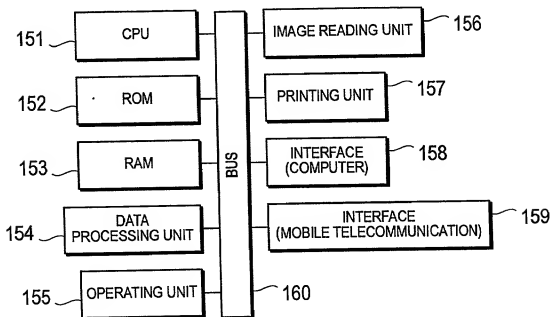 151
CPU
152
ROM
153
RAM
154
DATA
PROCESSING UNIT
155
OPERATING UNIT
BUS
160
IMAGE READING UNIT
156
PRINTING UNIT
157
INTERFACE
(COMPUTER)
158
INTERFACE
(MOBILE TELECOMMUNICATION)
159